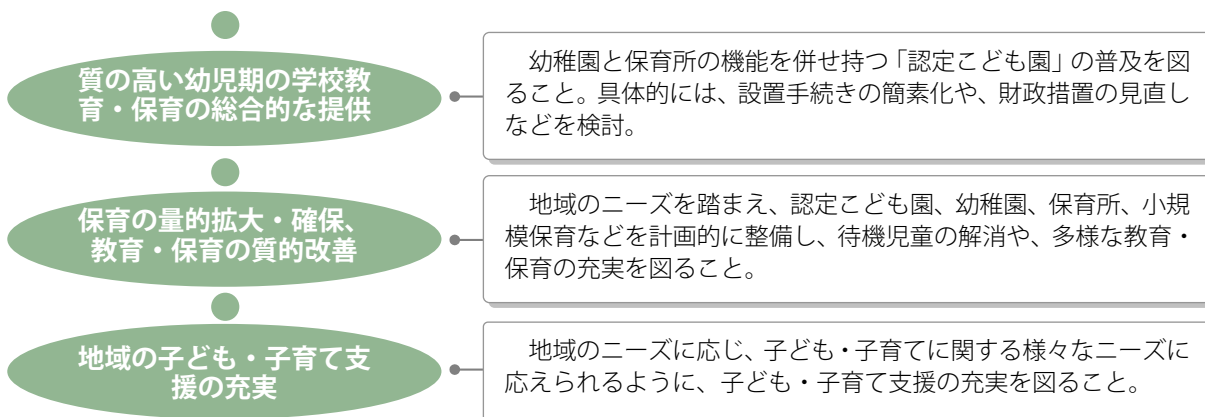 質の高い幼児期の学校教
育・保育の総合的な提供
幼稚園と保育所の機能を併せ持つ「認定こども園」の普及を図
ること。具体的には、設置手続きの簡素化や、財政措置の見直し
などを検討。
保育の量的拡大・確保、
教育・保育の質的改善
地域のニーズを踏まえ、認定こども園、幼稚園、保育所、小規
模保育などを計画的に整備し、待機児童の解消や、多様な教育・
保育の充実を図ること。
地域の子ども・子育て支
援の充実
地域のニーズに応じ、子ども・子育てに関する様々なニーズに
応えられるように、子ども・子育て支援の充実を図ること。